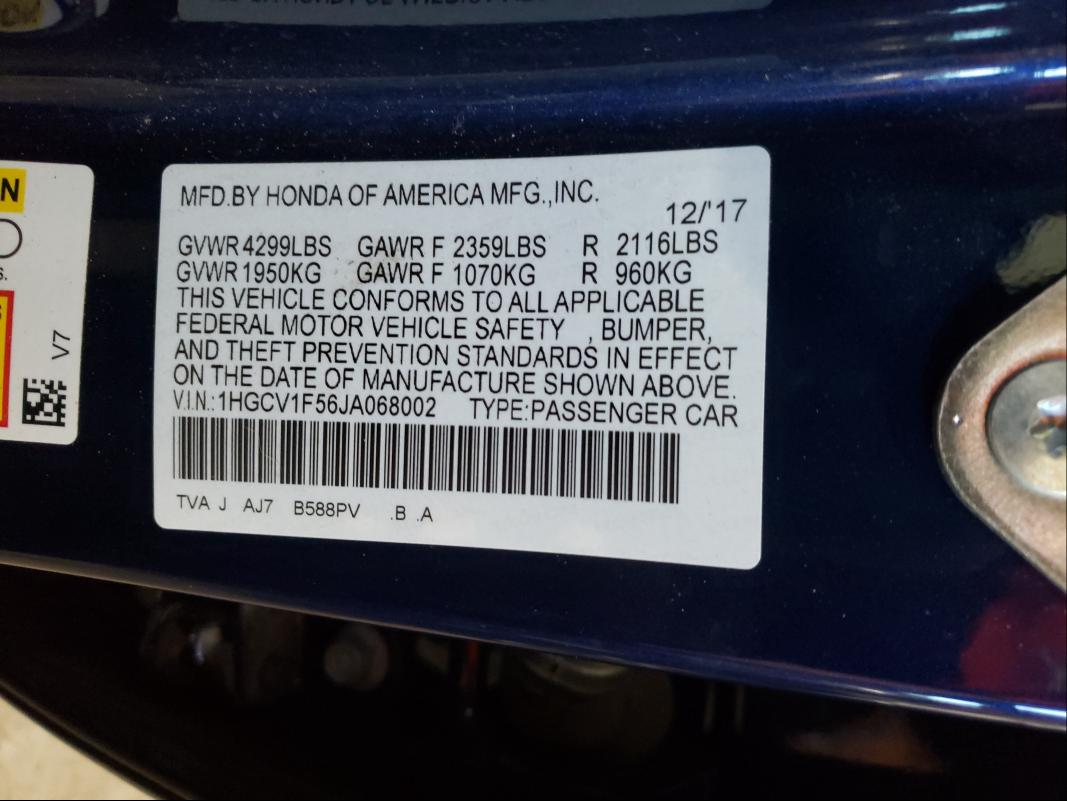 MFD.BY HONDA OF AMERICA MFG.,INC.
12/'17
GVWR 4299LBS GAWR F 2359LBS R 2116LBS
GVWR 1950KG GAWR F 1070KG R 960KG
THIS VEHICLE CONFORMS TO ALL APPLICABLE
FEDERAL MOTOR VEHICLE SAFETY , BUMPER,
AND THEFT PREVENTION STANDARDS IN EFFECT
ON THE DATE OF MANUFACTURE SHOWN ABOVE.
V.I.N.:1HGCV1F56JA068002 TYPE:PASSENGER CAR
TVA J AJ7 B588PV .B .A
V7